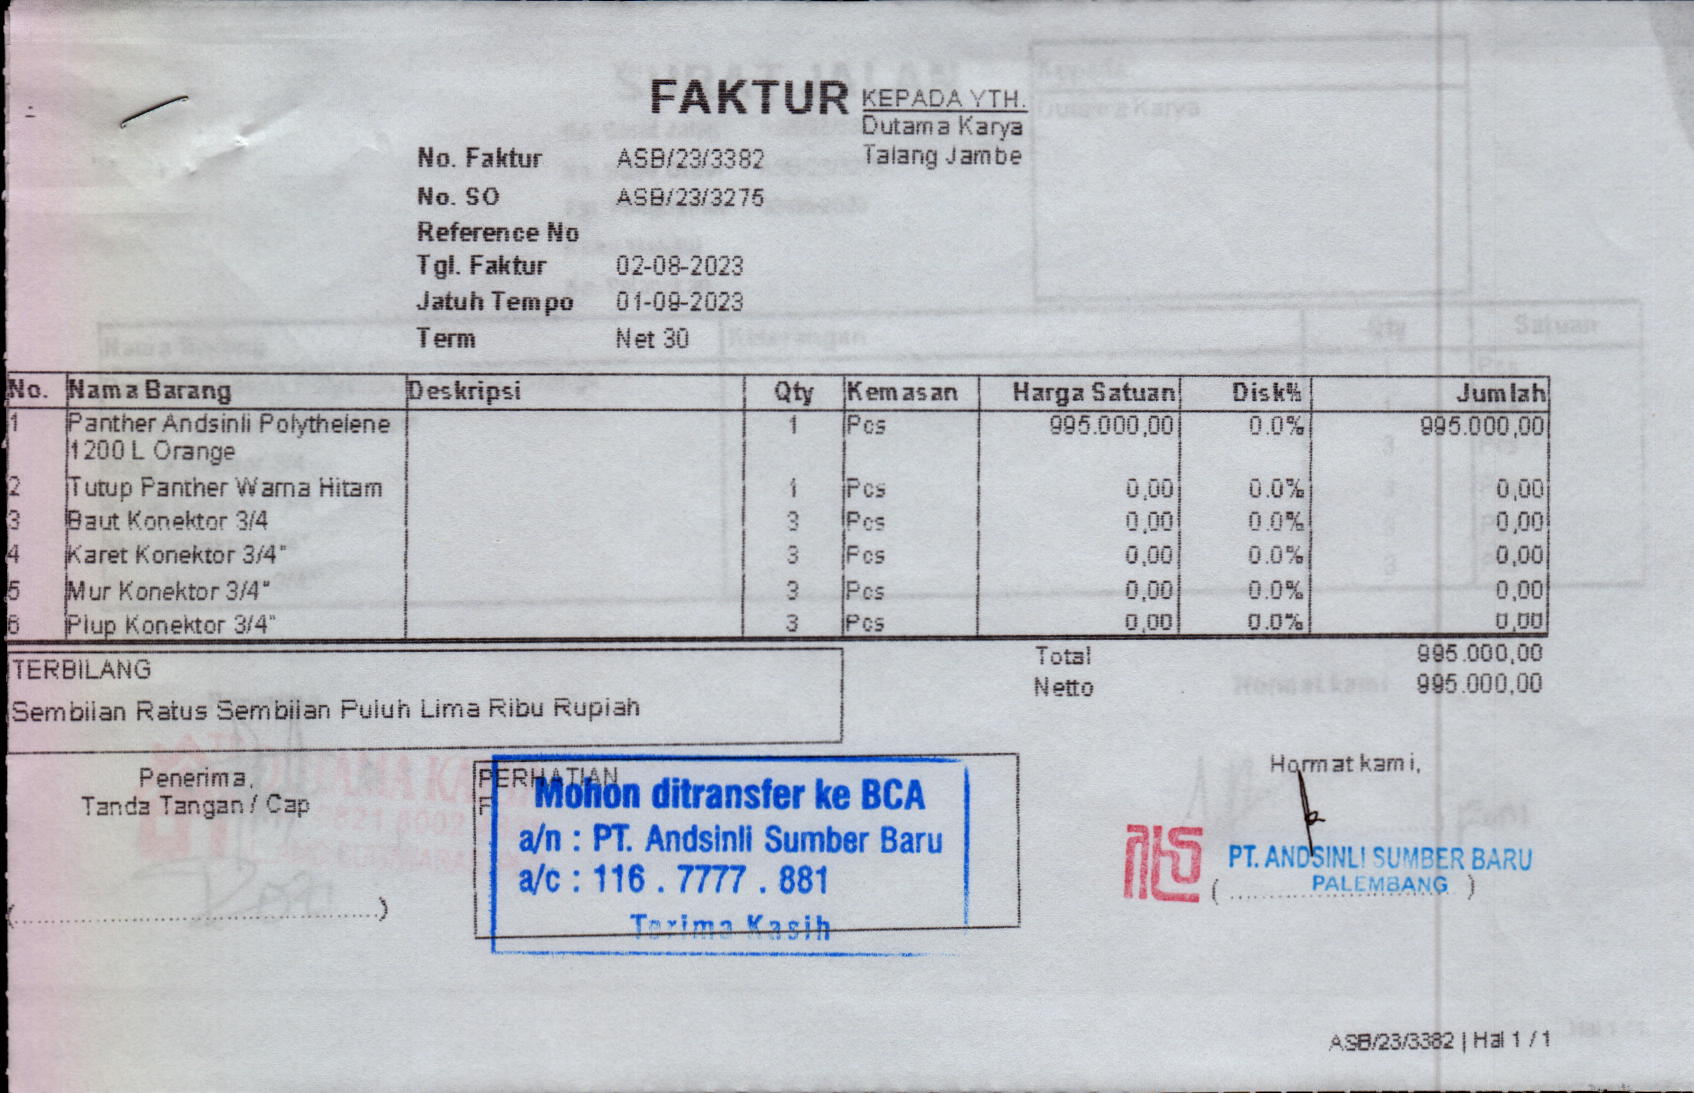 FAKTUR
KEPADA YTH.
Dutama Karya
Talang Jambe
No. Faktur ASB/23/3382
No. SO ASB/23/3275
Reference No
Tgl. Faktur 02-08-2023
Jatuh Tempo 01-09-2023
Term Net 30
No. Nama Barang Deskripsi Qty Kemasan Harga Satuan Disk% Jumlah
1 Panther Andsinli Polythelene 1 Pcs 995.000,00 0.0% 995.000,00
1200 L Orange
2 Tutup Panther Warna Hitam 1 Pcs 0,00 0.0% 0,00
3 Baut Konektor 3/4 3 Pcs 0,00 0.0% 0,00
4 Karet Konektor 3/4" 3 Pcs 0,00 0.0% 0,00
5 Mur Konektor 3/4" 3 Pcs 0,00 0.0% 0,00
6 Plup Konektor 3/4" 3 Pcs 0,00 0.0% 0,00
Total 995.000,00
Netto 995.000,00
TERBILANG
Sembilan Ratus Sembilan Puluh Lima Ribu Rupiah
Penerima,
Tanda Tangan / Cap
(..........................................................)
PERHATIAN
Mohon ditransfer ke BCA
a/n : PT. Andsinli Sumber Baru
a/c : 116 . 7777 . 881
Terima Kasih
Hormat kami,
PT. ANDSINLI SUMBER BARU
PALEMBANG
(....................................)
ASB/23/3382 | Hal 1 / 1